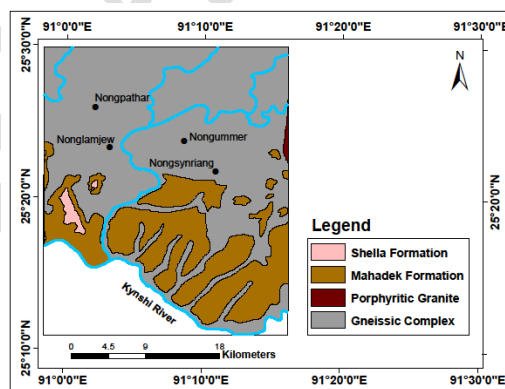 91°0'0"E 91°10'0"E 91°20'0"E 91°30'0"E
25°30'0"N
N
Nongpathar
Nonglamjew
Nongummer
Nongsynriang
25°20'0"N
25°20'0"N
Legend
Shella Formation
Mahadek Formation
Porphyritic Granite
Gneissic Complex
Kynshi River
0 4.5 9 18
Kilometers
25°10'0"N
91°0'0"E 91°10'0"E 91°20'0"E 91°30'0"E